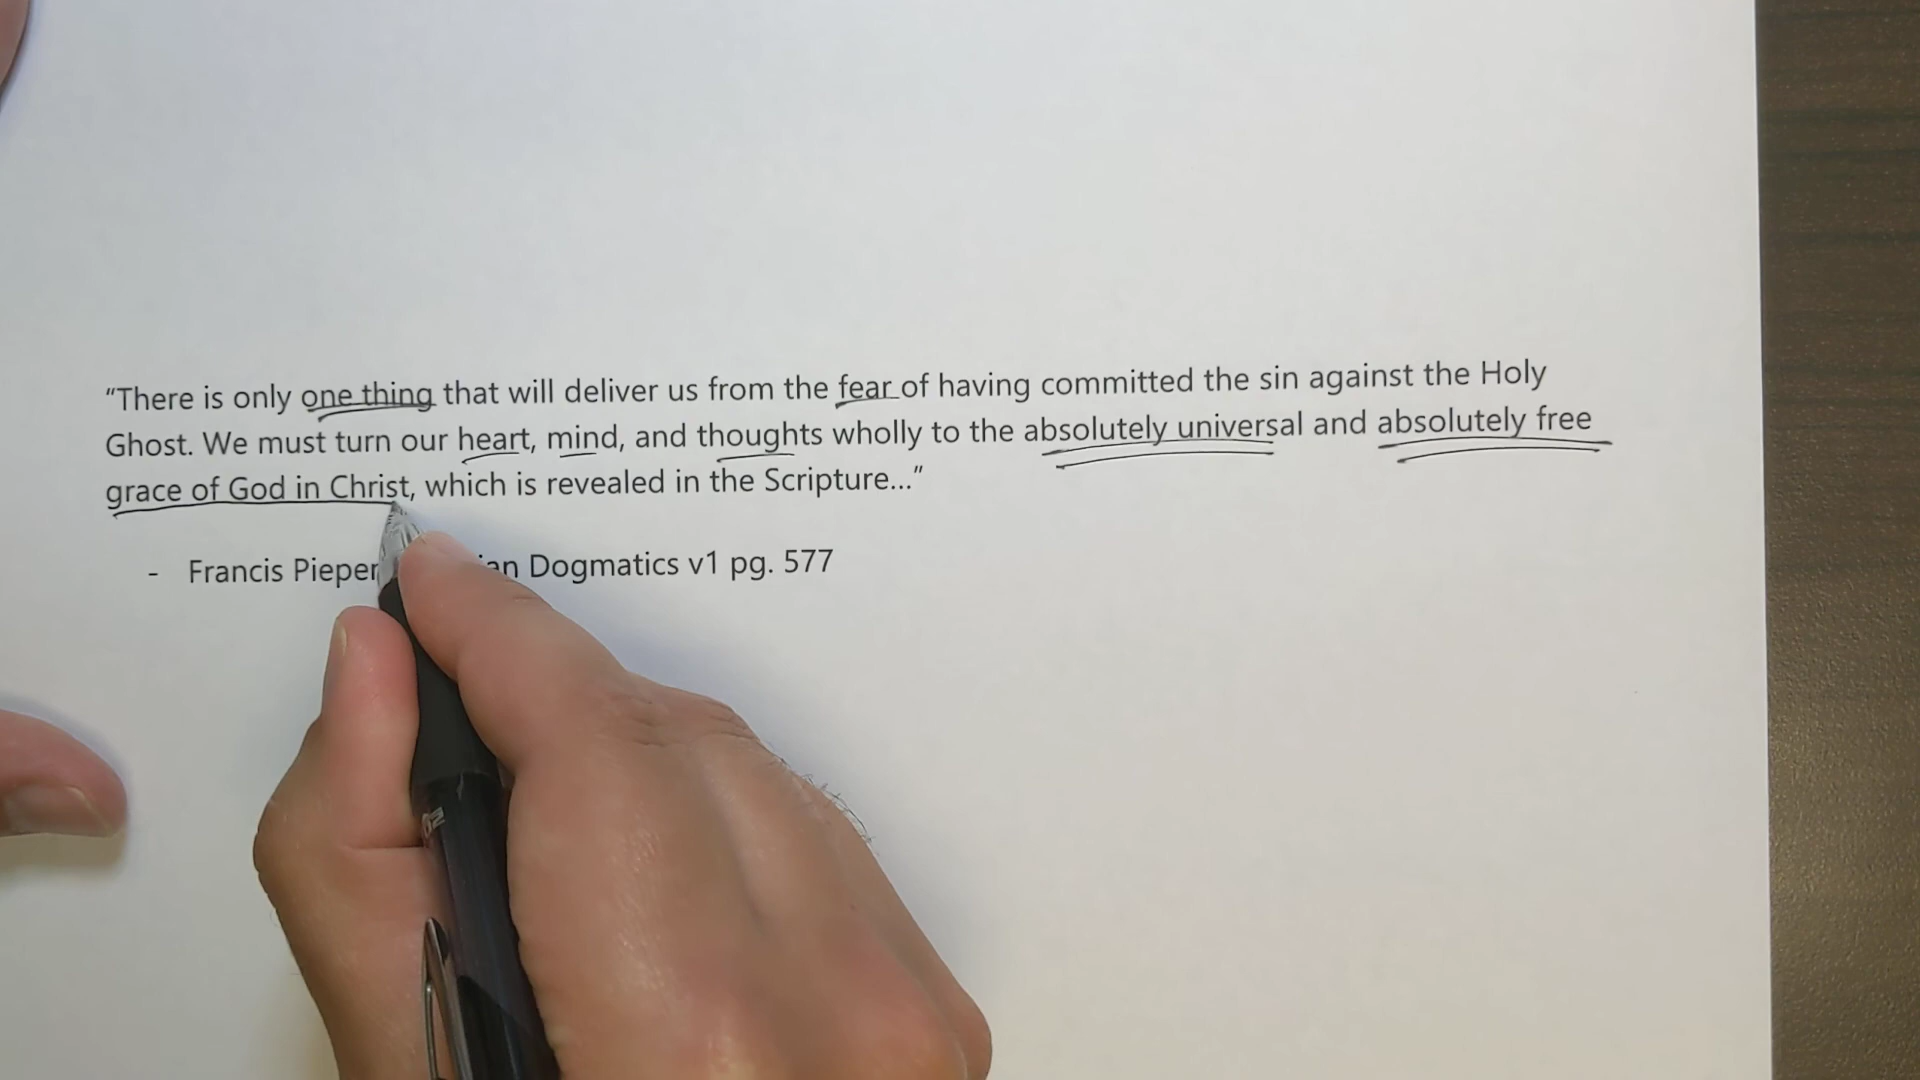 “There is only one thing that will deliver us from the fear of having committed the sin against the Holy
Ghost. We must turn our heart, mind, and thoughts wholly to the absolutely universal and absolutely free
grace of God in Christ, which is revealed in the Scripture...”
- Francis Pieper Dogmatics v1 pg. 577